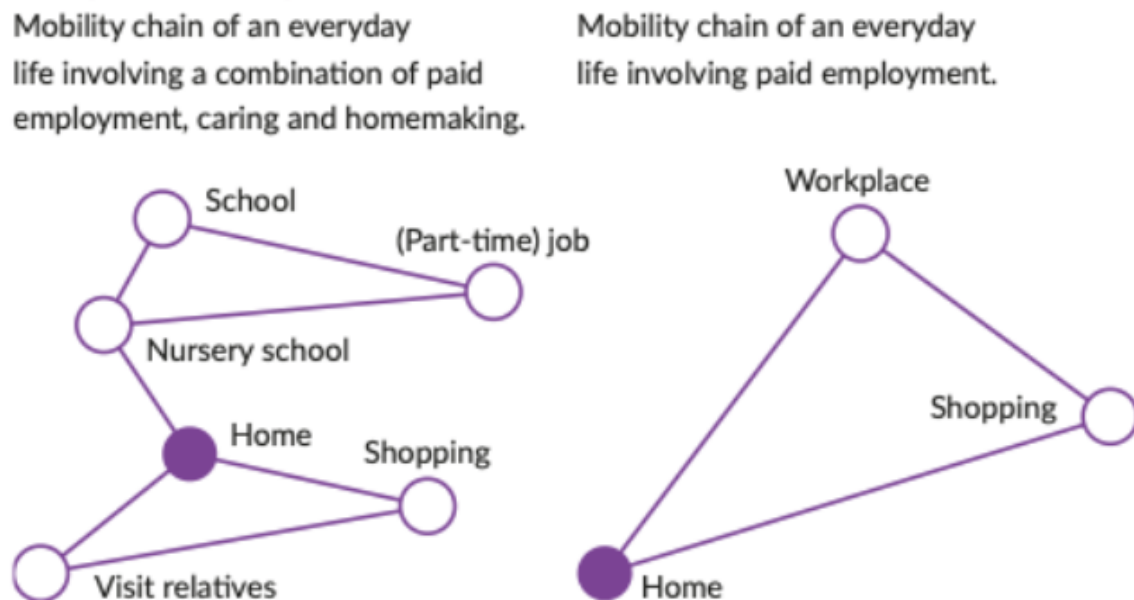 Mobility chain of an everyday
life involving a combination of paid
employment, caring and homemaking.
School
(Part-time) job
Nursery school
Home
Shopping
Visit relatives
Mobility chain of an everyday
life involving paid employment.
Workplace
Shopping
Home